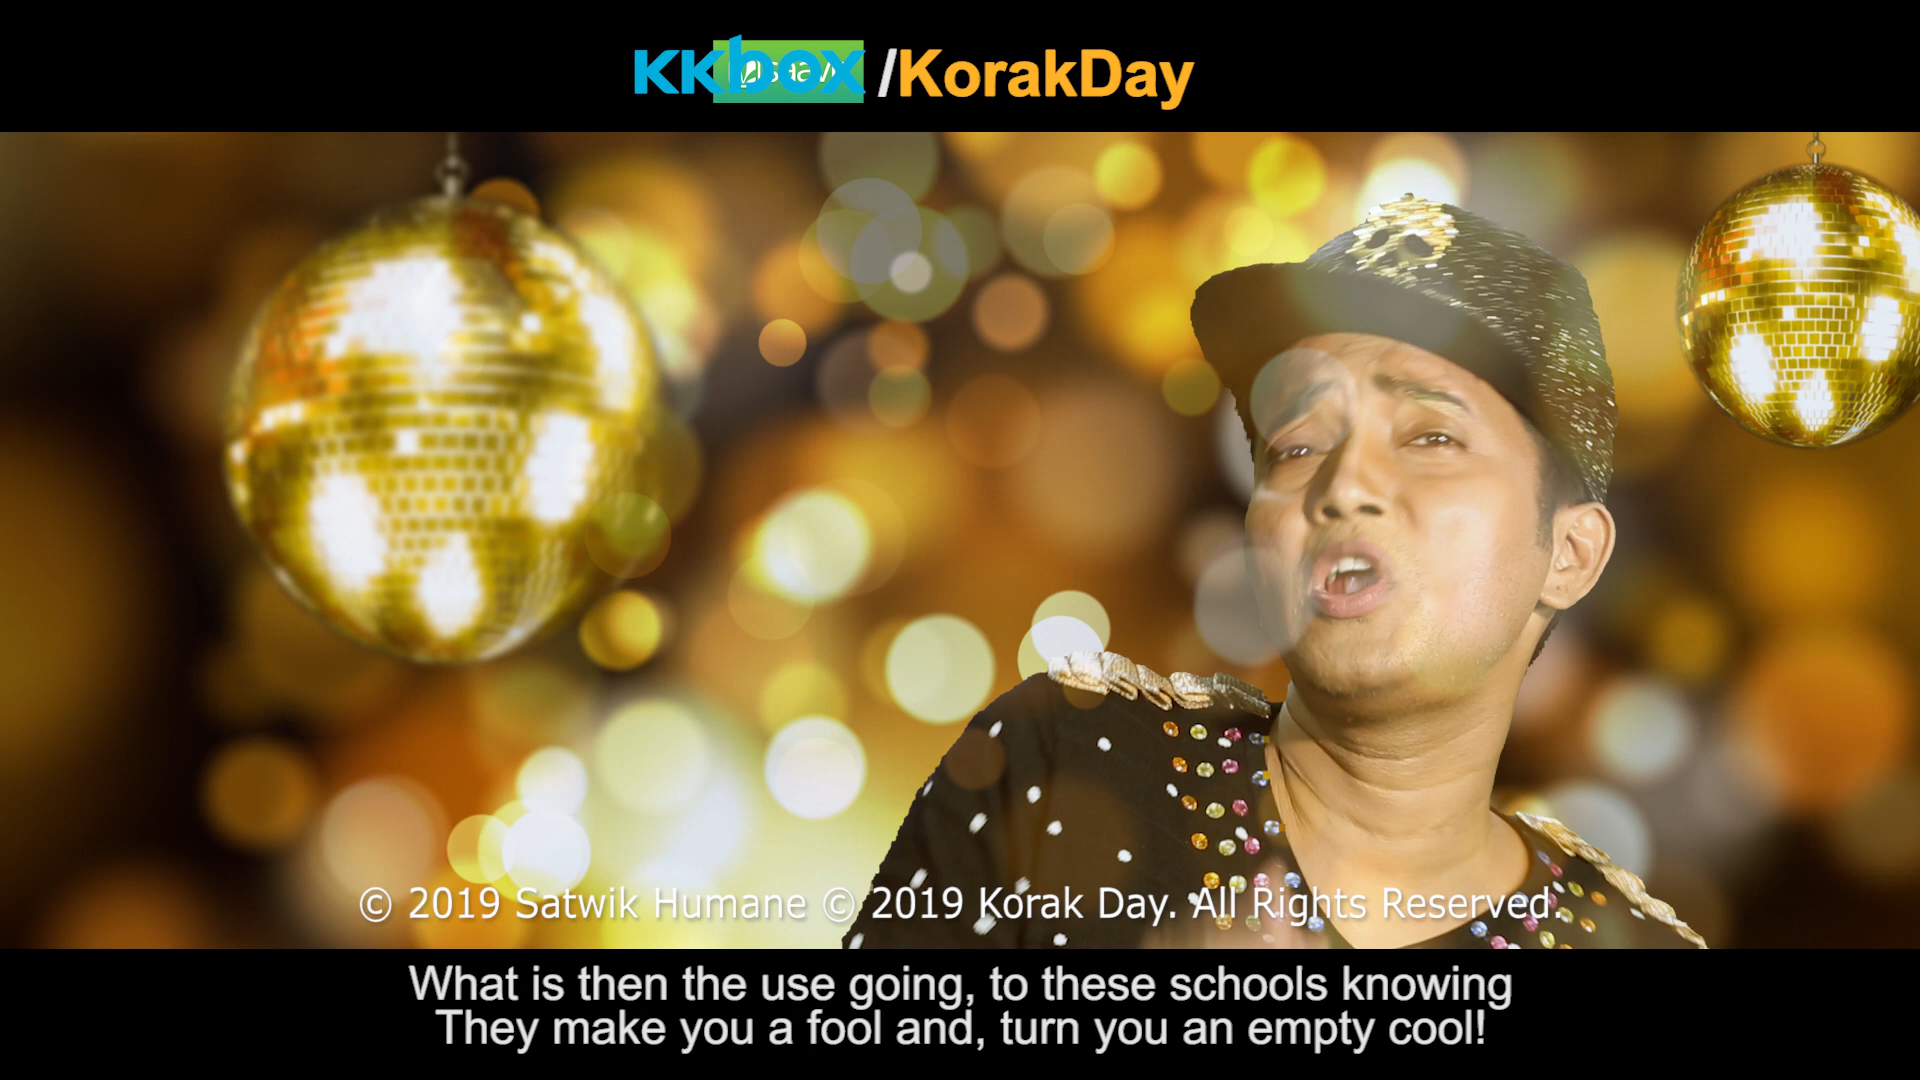 KKbox /KorakDay
© 2019 Satwik Humane © 2019 Korak Day. All Rights Reserved.
What is then the use going, to these schools knowing
They make you a fool and, turn you an empty cool!